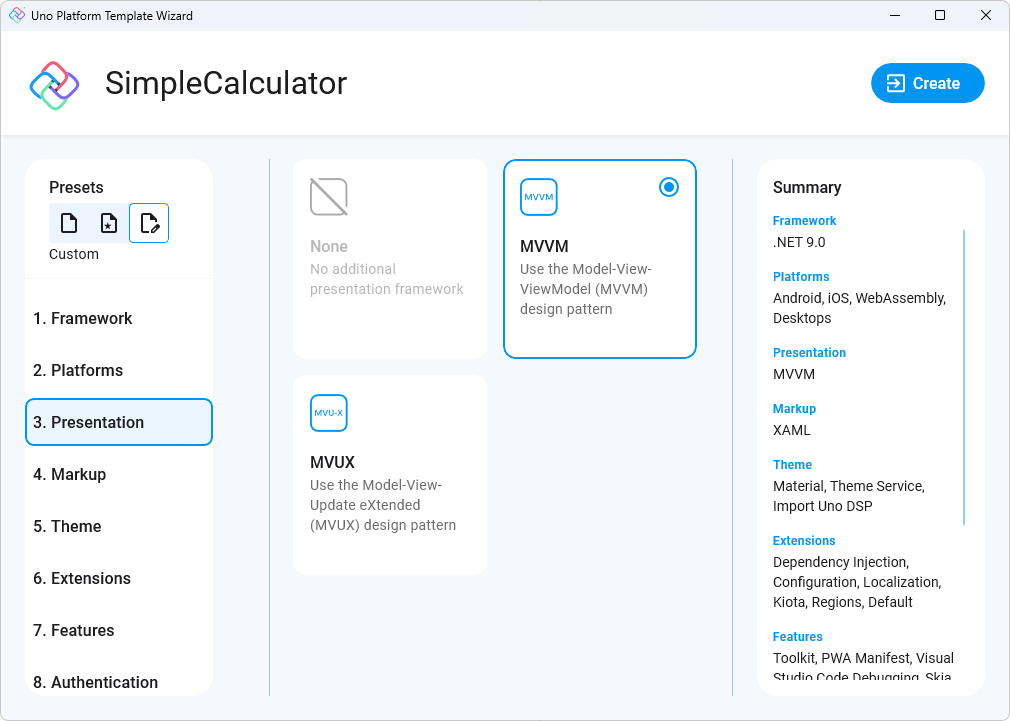 Uno Platform Template Wizard
SimpleCalculator
Create
Presets
Custom
1. Framework
2. Platforms
3. Presentation
4. Markup
5. Theme
6. Extensions
7. Features
8. Authentication
None
No additional
presentation framework
MVVM
MVVM
Use the Model-View-
ViewModel (MVVM)
design pattern
MVU-X
MVUX
Use the Model-View-
Update eXtended
(MVUX) design pattern
Summary
Framework
.NET 9.0
Platforms
Android, iOS, WebAssembly,
Desktops
Presentation
MVVM
Markup
XAML
Theme
Material, Theme Service,
Import Uno DSP
Extensions
Dependency Injection,
Configuration, Localization,
Kiota, Regions, Default
Features
Toolkit, PWA Manifest, Visual
Studio Code Debugging, Skia